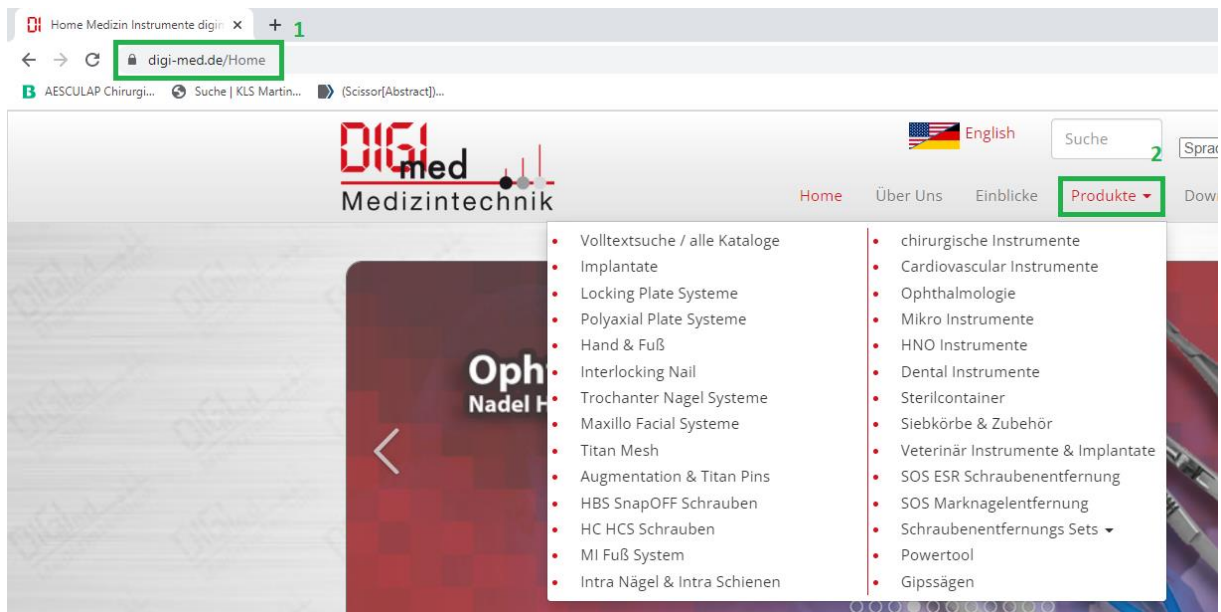 Home Medizin Instrumente digin
1
digi-med.de/Home
AESCULAP Chirurgi... Suche | KLS Martin... (Scissor[Abstract])...
DIGImed
Medizintechnik
English
Suche
2
Home Über Uns Einblicke Produkte
Volltextsuche / alle Kataloge
Implantate
Locking Plate Systeme
Polyaxial Plate Systeme
Hand & Fuß
Interlocking Nail
Trochanter Nagel Systeme
Maxillo Facial Systeme
Titan Mesh
Augmentation & Titan Pins
HBS SnapOFF Schrauben
HC HCS Schrauben
MI Fuß System
Intra Nägel & Intra Schienen
chirurgische Instrumente
Cardiovascular Instrumente
Ophthalmologie
Mikro Instrumente
HNO Instrumente
Dental Instrumente
Sterilcontainer
Siebkörbe & Zubehör
Veterinär Instrumente & Implantate
SOS ESR Schraubenentfernung
SOS Marknagelentfernung
Schraubenentfernungs Sets
Powertool
Gipssägen
Oph
Nadel H